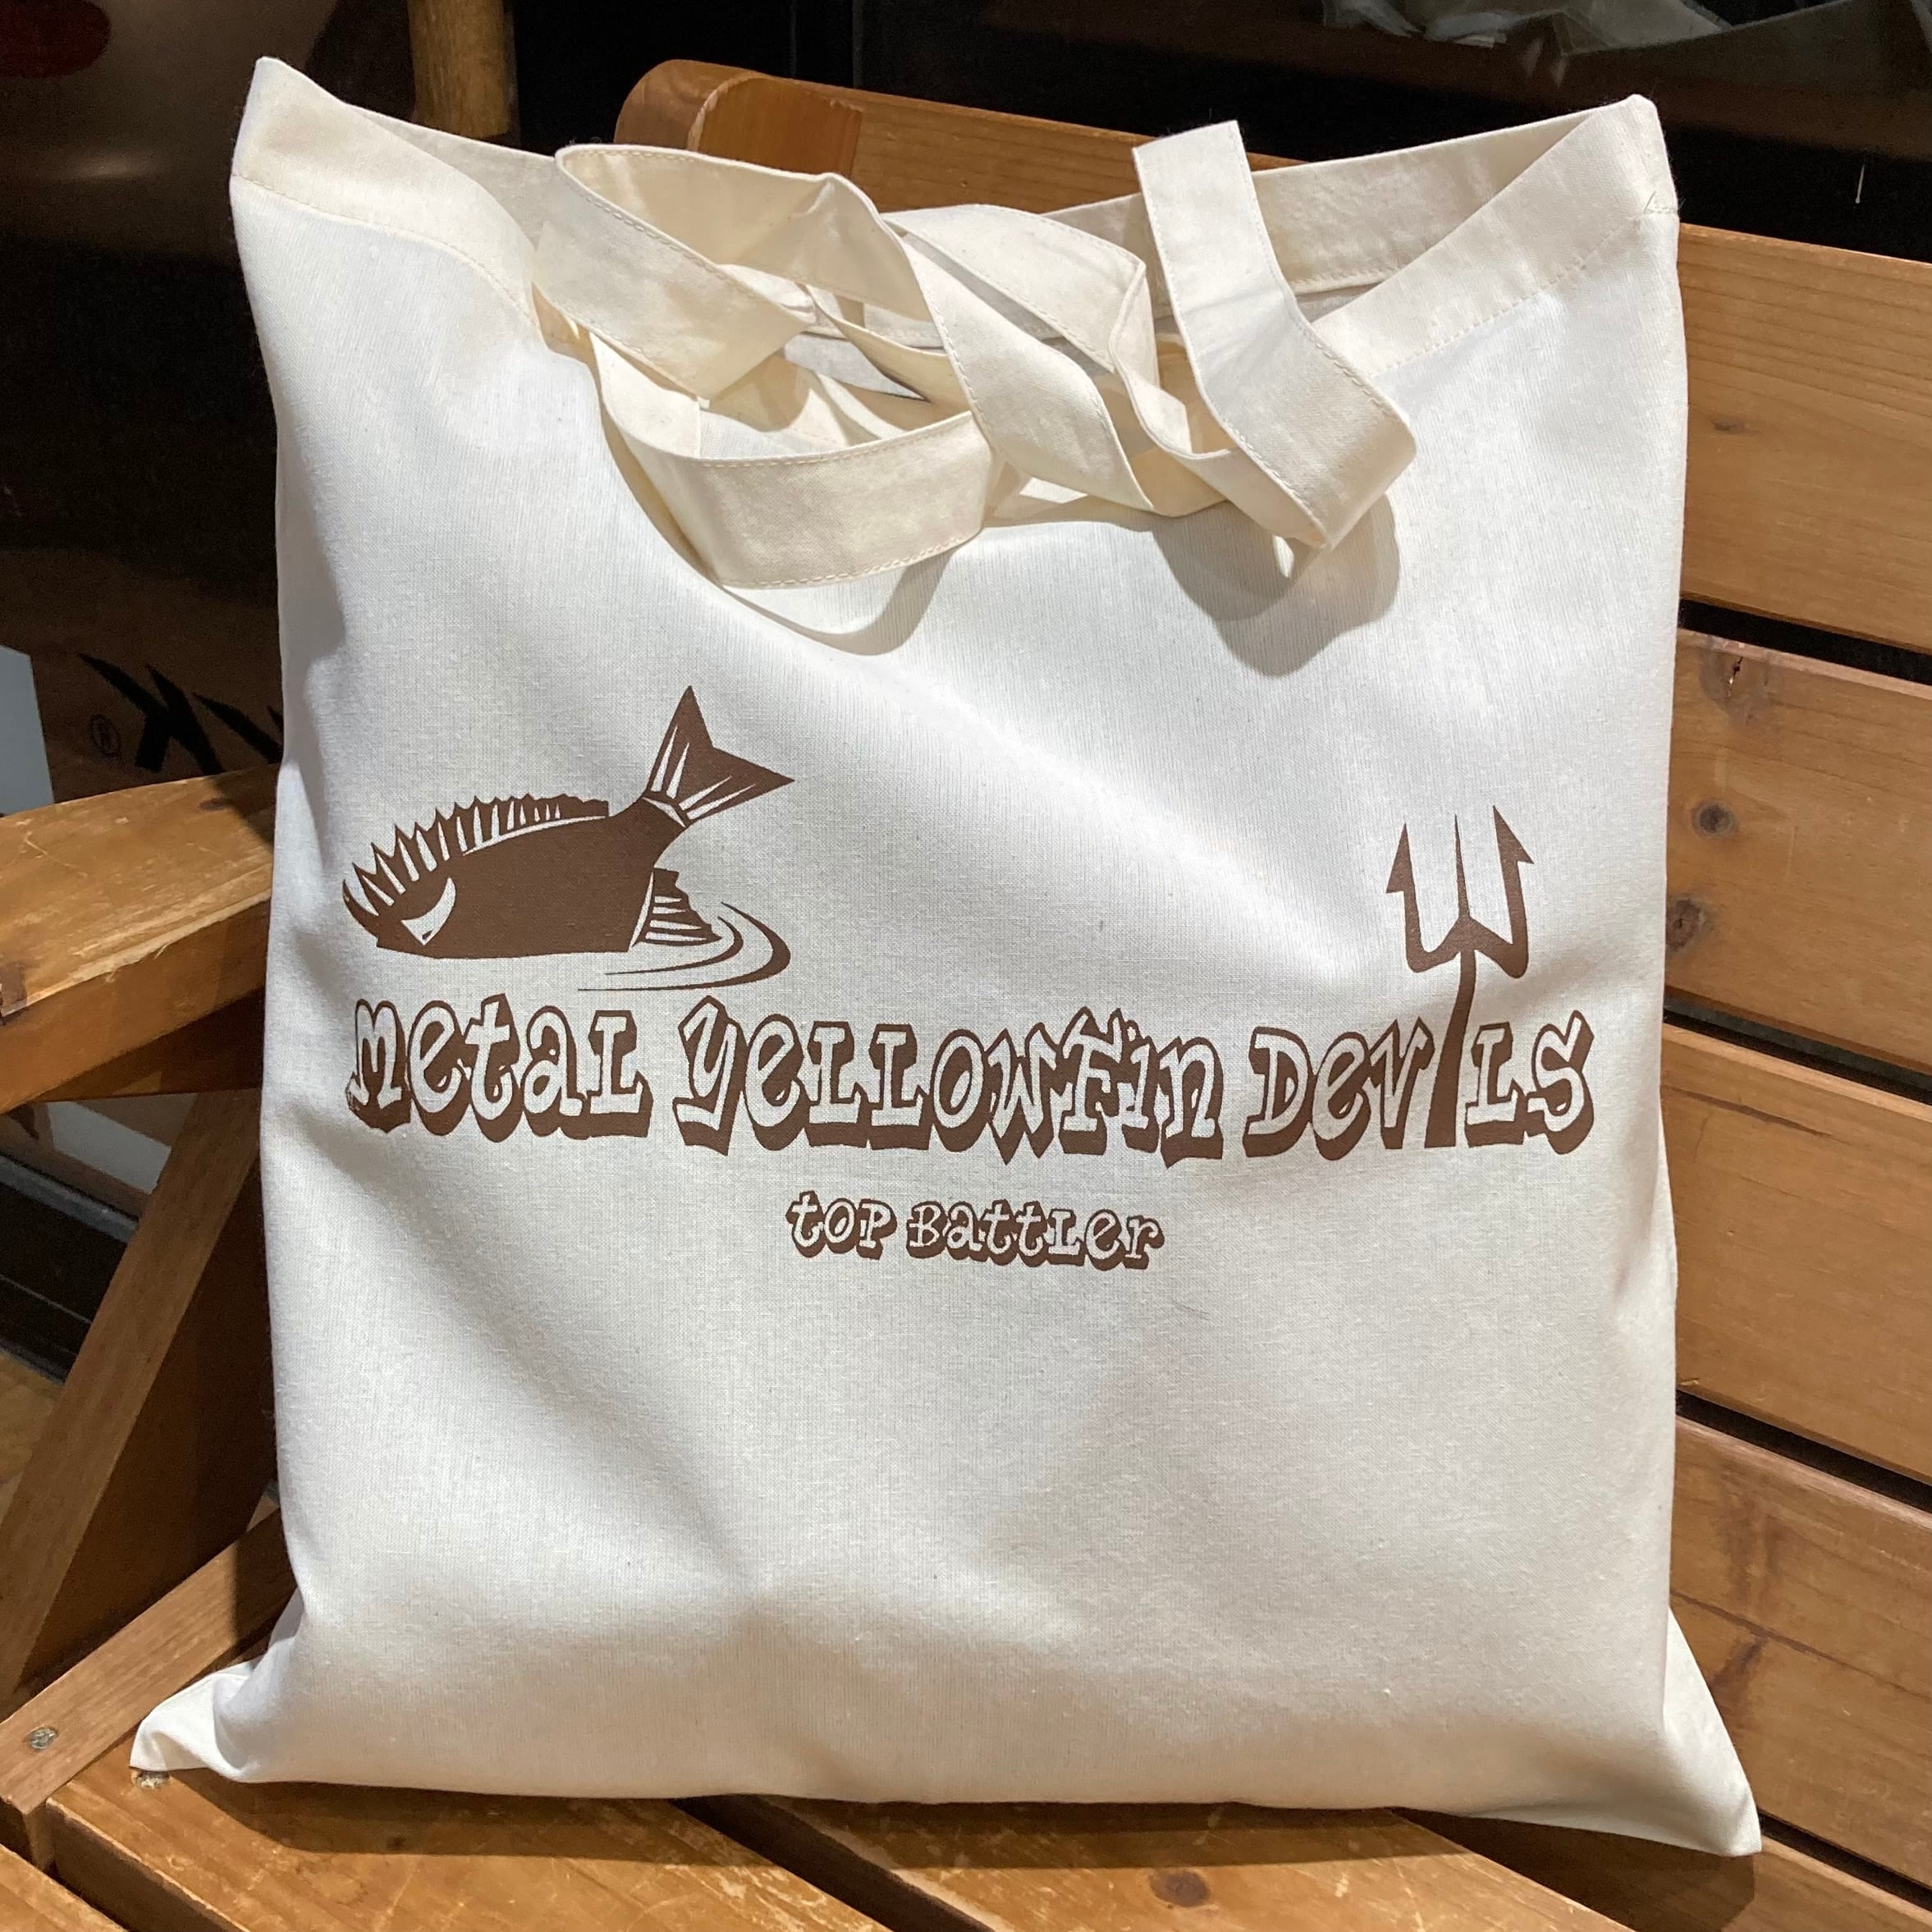 metal yellowfin Devils
top Battler